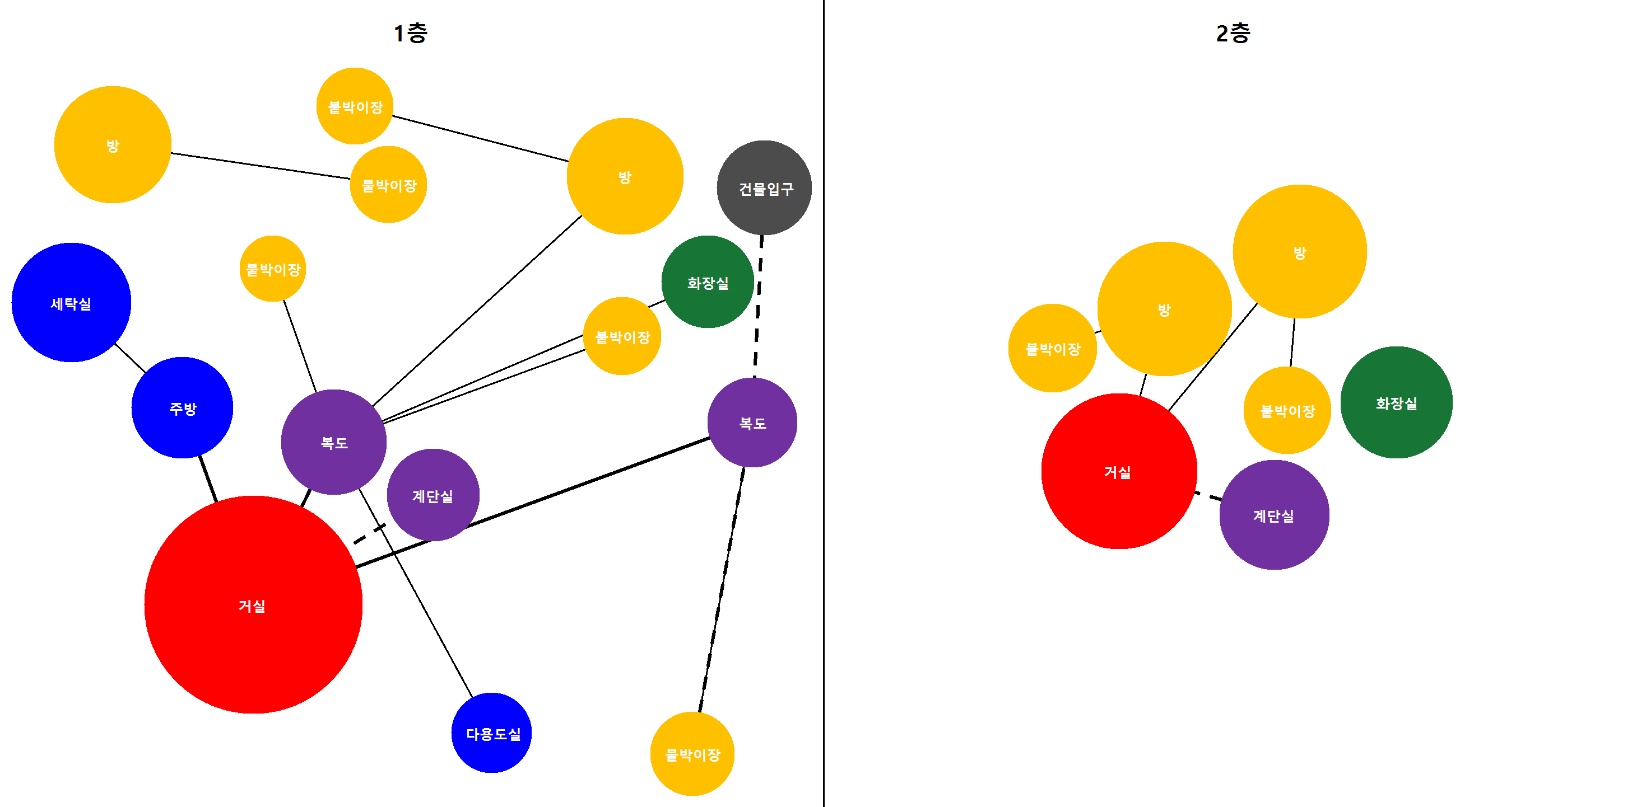 1층
붙박이장
방
붙박이장
방
건물입구
붙박이장
화장실
세탁실
붙박이장
주방
복도
복도
계단실
거실
다용도실
붙박이장
2층
방
방
붙박이장
붙박이장
화장실
거실
계단실